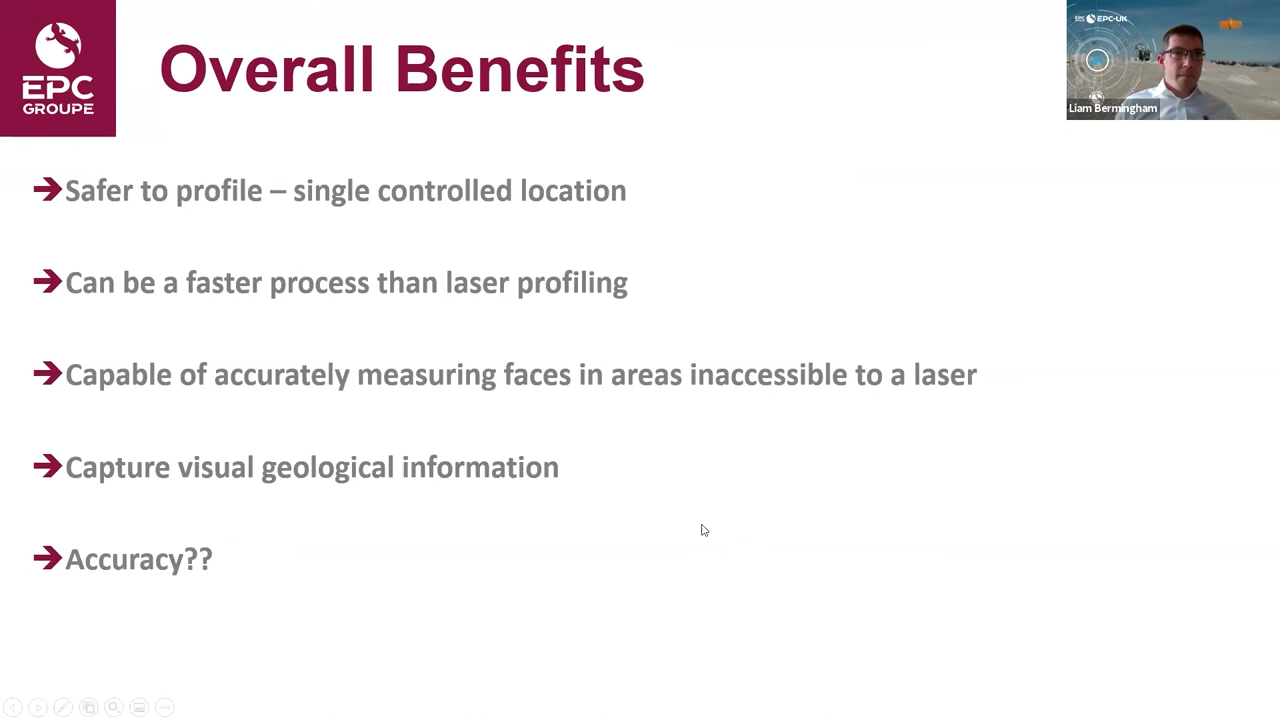 EPC
GROUPE
Overall Benefits
EPC-UK
Liam Bermingham
Safer to profile – single controlled location
Can be a faster process than laser profiling
Capable of accurately measuring faces in areas inaccessible to a laser
Capture visual geological information
Accuracy??